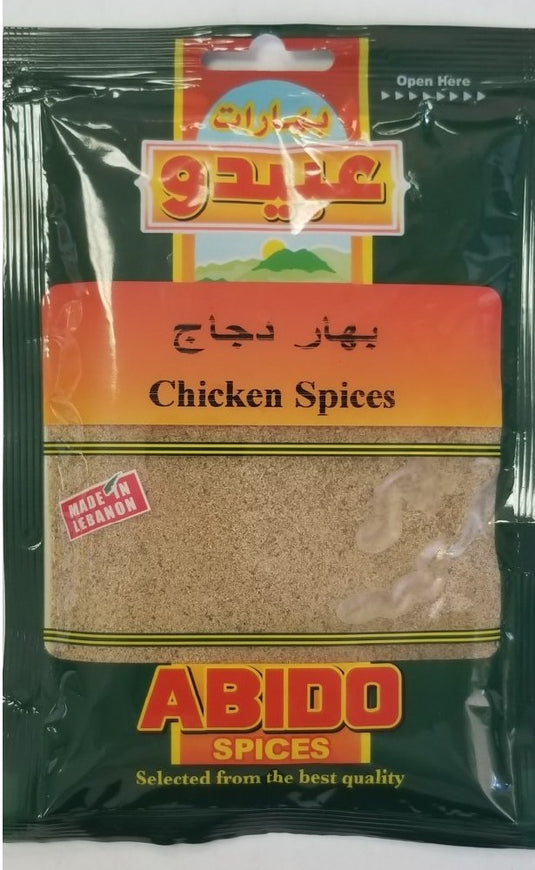 Open Here
بهارات
عبيدو
بهار دجاج
Chicken Spices
MADE IN
LEBANON
ABIDO
SPICES
Selected from the best quality